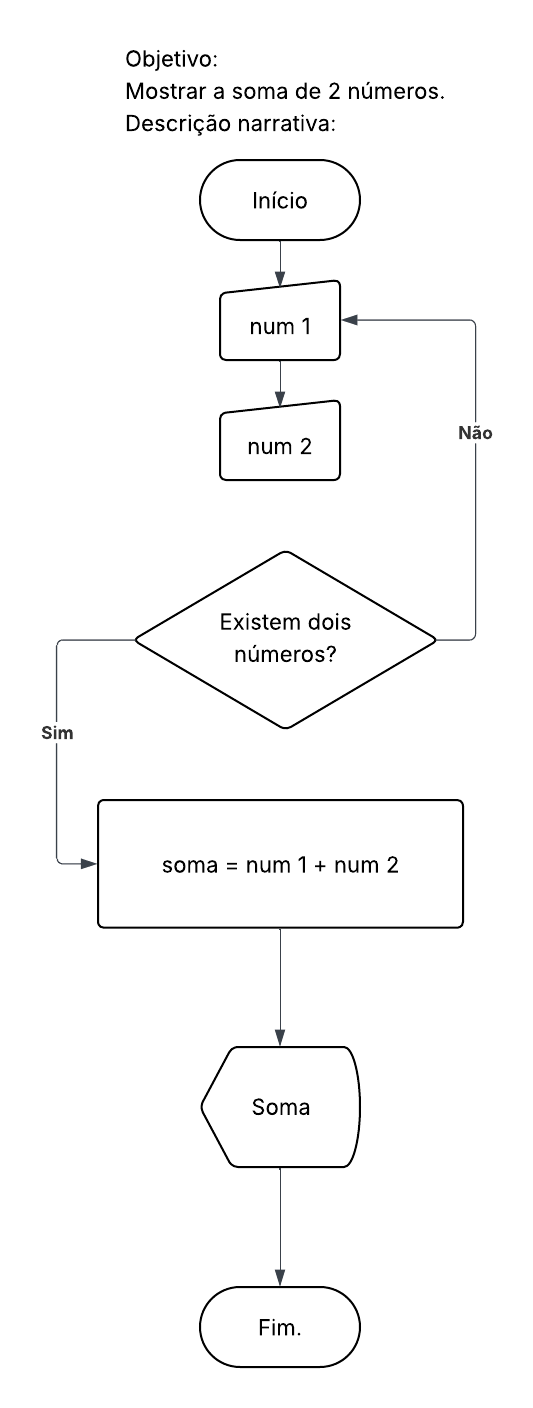 Objetivo:
Mostrar a soma de 2 números.
Descrição narrativa:
Início
num 1
num 2
Não
Existem dois
números?
Sim
soma = num 1 + num 2
Soma
Fim.